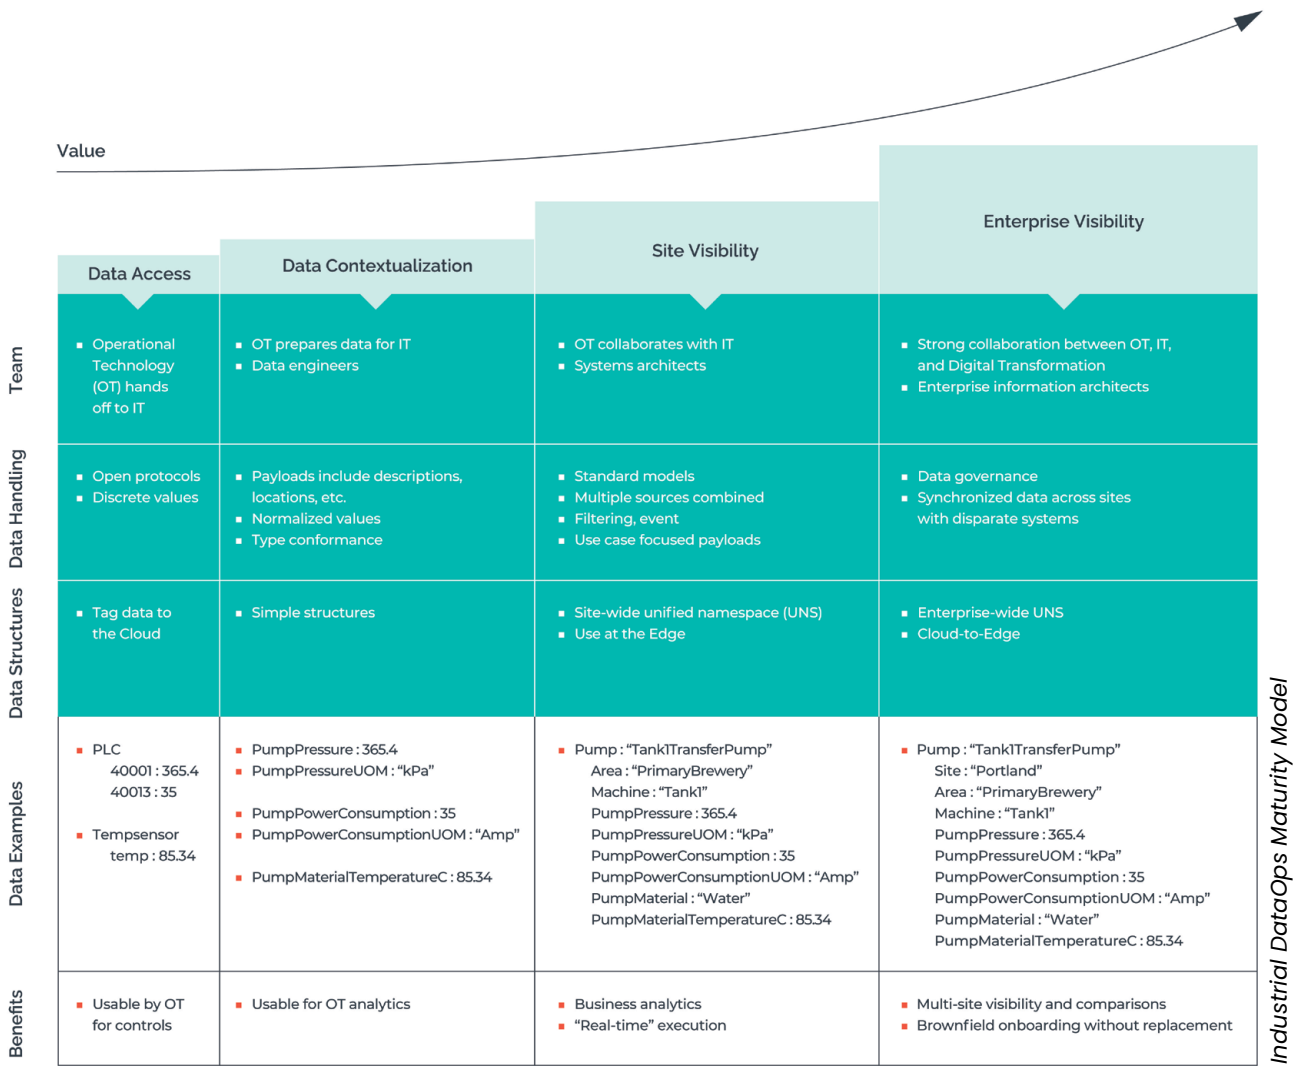 Value
Data Access
Data Contextualization
Site Visibility
Enterprise Visibility
Team
Operational
Technology
(OT) hands
off to IT
OT prepares data for IT
Data engineers
OT collaborates with IT
Systems architects
Strong collaboration between OT, IT,
and Digital Transformation
Enterprise information architects
Data Handling
Open protocols
Discrete values
Payloads include descriptions,
locations, etc.
Normalized values
Type conformance
Standard models
Multiple sources combined
Filtering, event
Use case focused payloads
Data governance
Synchronized data across sites
with disparate systems
Data Structures
Tag data to
the Cloud
Simple structures
Site-wide unified namespace (UNS)
Use at the Edge
Enterprise-wide UNS
Cloud-to-Edge
Data Examples
PLC
40001 : 365.4
40013 : 35
Tempsensor
temp : 85.34
PumpPressure : 365.4
PumpPressureUOM : “kPa”
PumpPowerConsumption : 35
PumpPowerConsumptionUOM : “Amp”
PumpMaterialTemperatureC : 85.34
Pump : “Tank1TransferPump”
Area : “PrimaryBrewery”
Machine : “Tank1”
PumpPressure : 365.4
PumpPressureUOM : “kPa”
PumpPowerConsumption : 35
PumpPowerConsumptionUOM : “Amp”
PumpMaterial : “Water”
PumpMaterialTemperatureC : 85.34
Pump : “Tank1TransferPump”
Site : “Portland”
Area : “PrimaryBrewery”
Machine : “Tank1”
PumpPressure : 365.4
PumpPressureUOM : “kPa”
PumpPowerConsumption : 35
PumpPowerConsumptionUOM : “Amp”
PumpMaterial : “Water”
PumpMaterialTemperatureC : 85.34
Benefits
Usable by OT
for controls
Usable for OT analytics
Business analytics
“Real-time” execution
Multi-site visibility and comparisons
Brownfield onboarding without replacement
Industrial DataOps Maturity Model